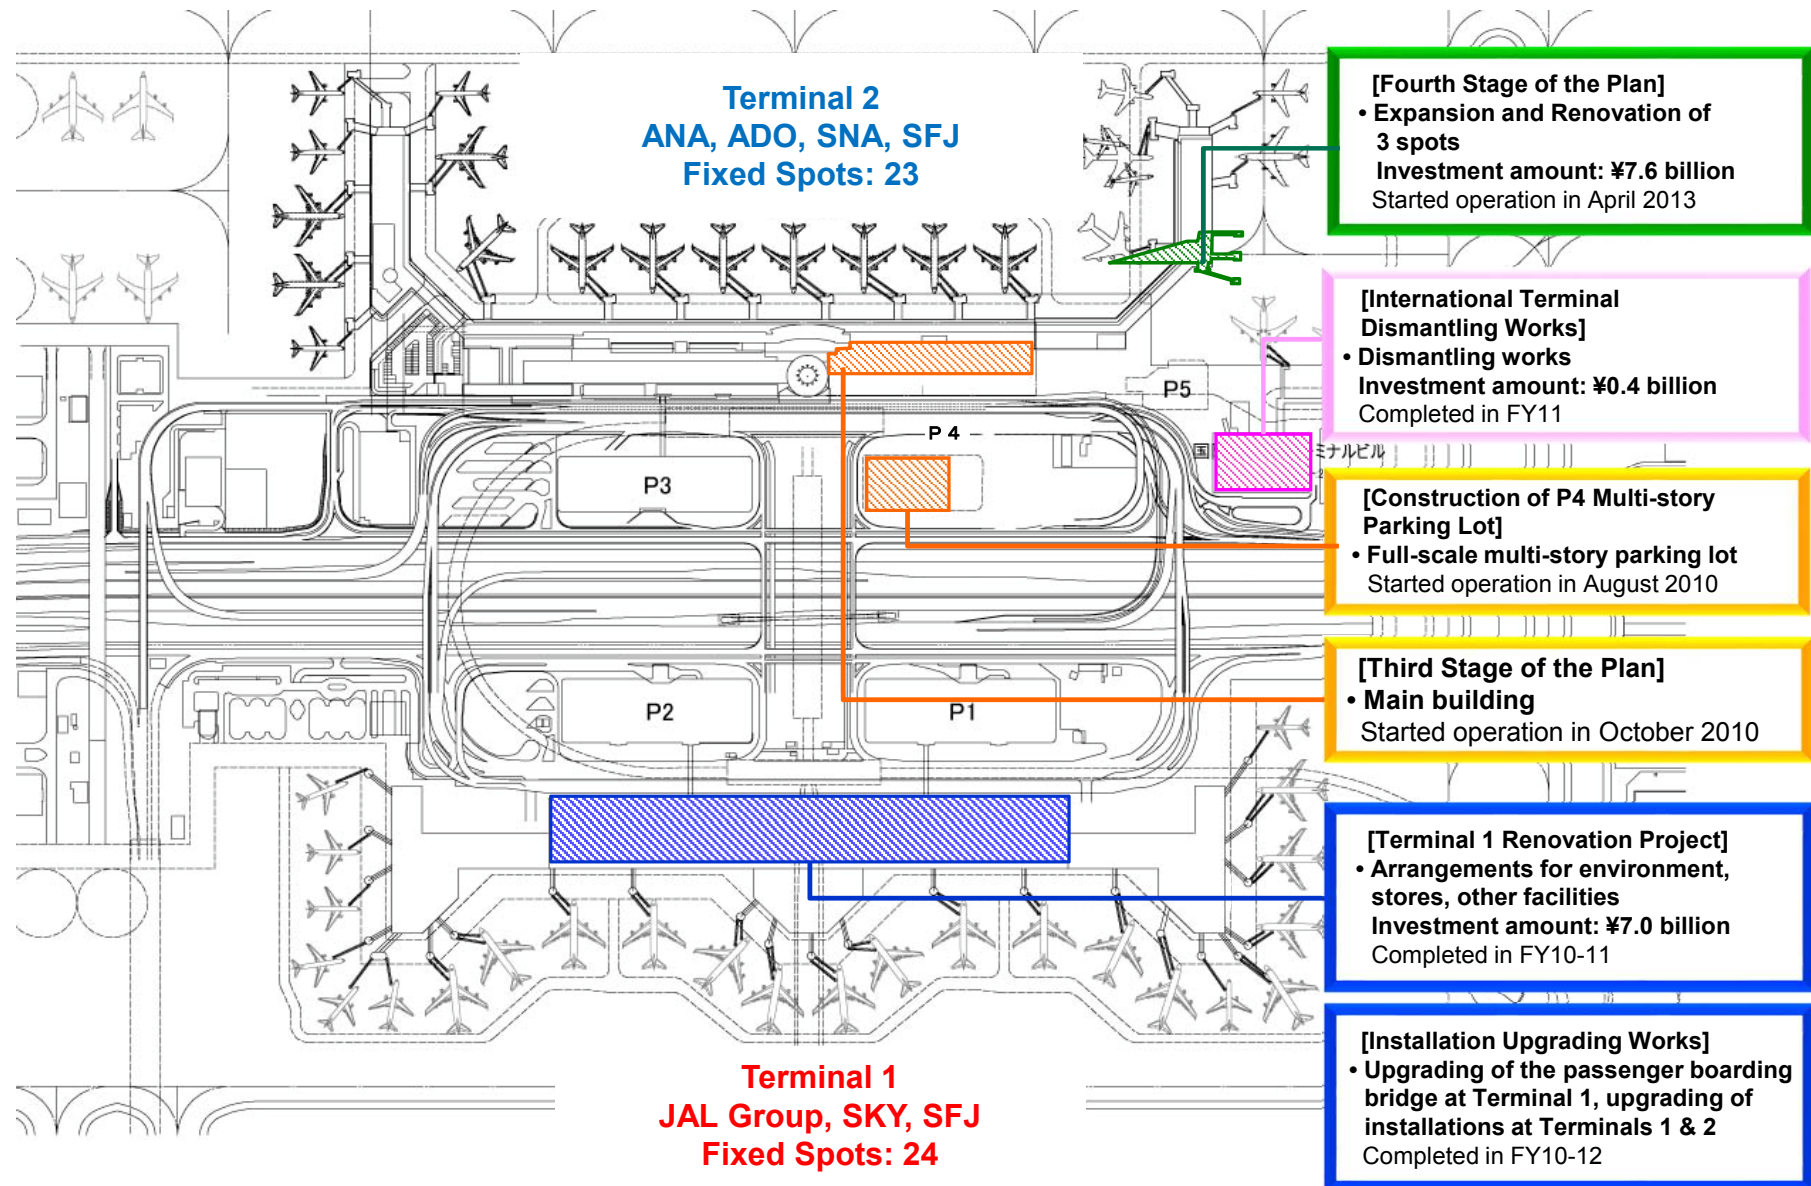 Terminal 2
ANA, ADO, SNA, SFJ
Fixed Spots: 23
[Fourth Stage of the Plan]
• Expansion and Renovation of
3 spots
Investment amount: ¥7.6 billion
Started operation in April 2013
[International Terminal
Dismantling Works]
• Dismantling works
Investment amount: ¥0.4 billion
Completed in FY11
P5
P 4
国
ミナルビル
P3
[Construction of P4 Multi-story
Parking Lot]
• Full-scale multi-story parking lot
Started operation in August 2010
[Third Stage of the Plan]
• Main building
Started operation in October 2010
P2
P1
[Terminal 1 Renovation Project]
• Arrangements for environment,
stores, other facilities
Investment amount: ¥7.0 billion
Completed in FY10-11
[Installation Upgrading Works]
• Upgrading of the passenger boarding
bridge at Terminal 1, upgrading of
installations at Terminals 1 & 2
Completed in FY10-12
Terminal 1
JAL Group, SKY, SFJ
Fixed Spots: 24